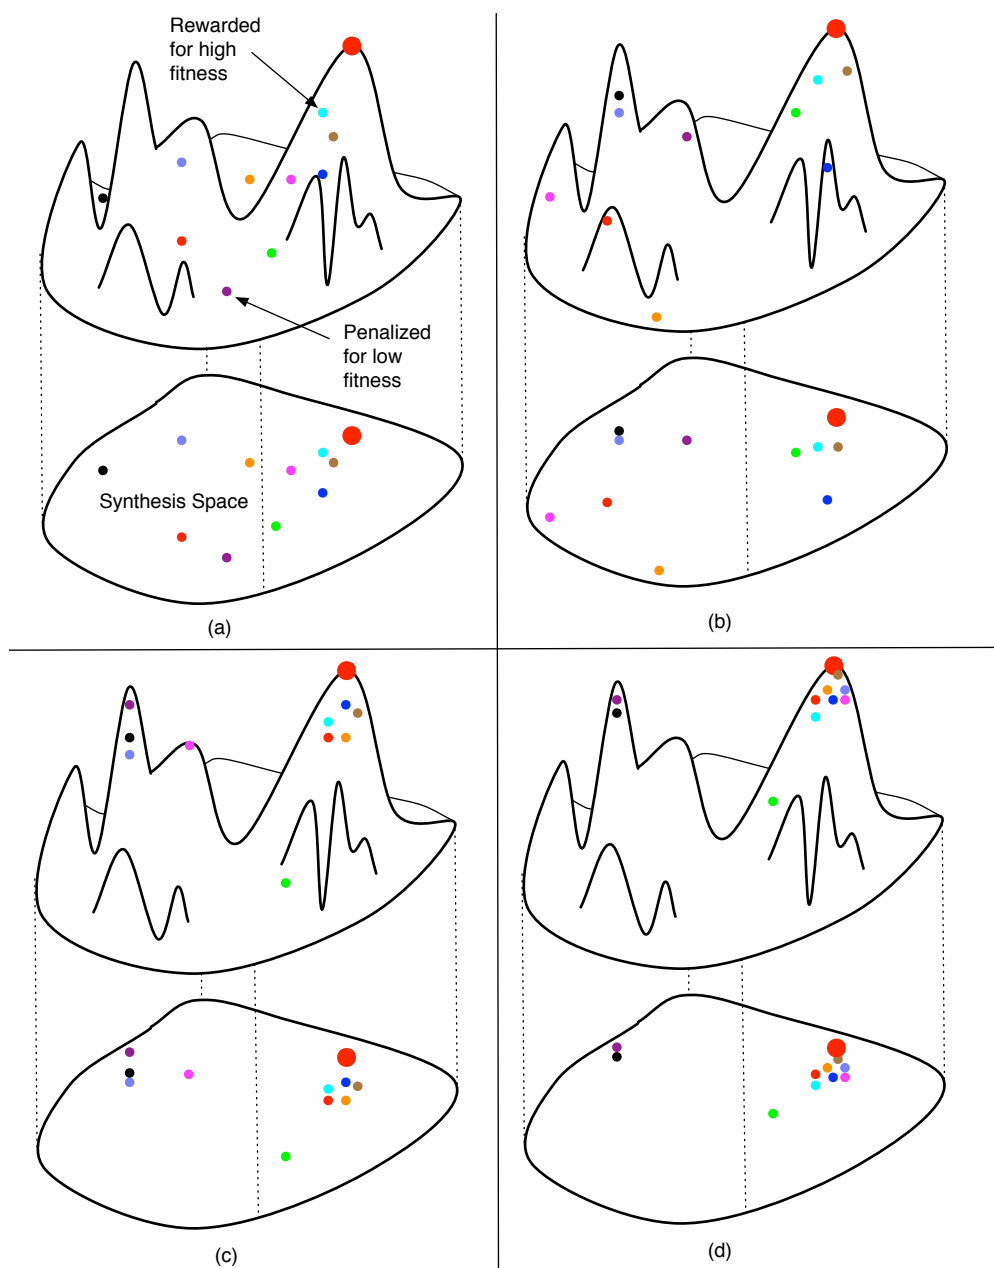 Rewarded
for high
fitness
Penalized
for low
fitness
Synthesis Space
(a)
(b)
(c)
(d)